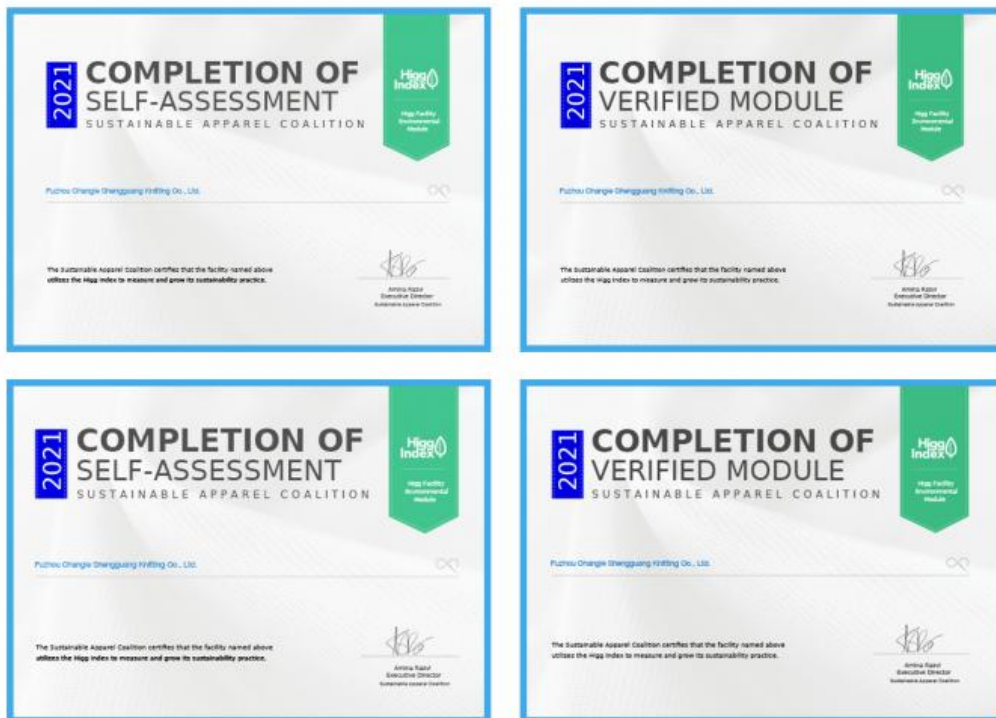 2021
COMPLETION OF
SELF-ASSESSMENT
SUSTAINABLE APPAREL COALITION
Higg
Index
Higg Facility
Environmental
Module
Fuzhou Changle Shengguang Knitting Co., Ltd.
The Sustainable Apparel Coalition certifies that the facility named above
utilizes the Higg Index to measure and grow its sustainability practice.
Amina Razvi
Executive Director
Sustainable Apparel Coalition
2021
COMPLETION OF
VERIFIED MODULE
SUSTAINABLE APPAREL COALITION
Higg
Index
Higg Facility
Environmental
Module
Fuzhou Changle Shengguang Knitting Co., Ltd.
The Sustainable Apparel Coalition certifies that the facility named above
utilizes the Higg Index to measure and grow its sustainability practice.
Amina Razvi
Executive Director
Sustainable Apparel Coalition
2021
COMPLETION OF
SELF-ASSESSMENT
SUSTAINABLE APPAREL COALITION
Higg
Index
Higg Facility
Environmental
Module
Fuzhou Changle Shengguang Knitting Co., Ltd.
The Sustainable Apparel Coalition certifies that the facility named above
utilizes the Higg Index to measure and grow its sustainability practice.
Amina Razvi
Executive Director
Sustainable Apparel Coalition
2021
COMPLETION OF
VERIFIED MODULE
SUSTAINABLE APPAREL COALITION
Higg
Index
Higg Facility
Environmental
Module
Fuzhou Changle Shengguang Knitting Co., Ltd.
The Sustainable Apparel Coalition certifies that the facility named above
utilizes the Higg Index to measure and grow its sustainability practice.
Amina Razvi
Executive Director
Sustainable Apparel Coalition